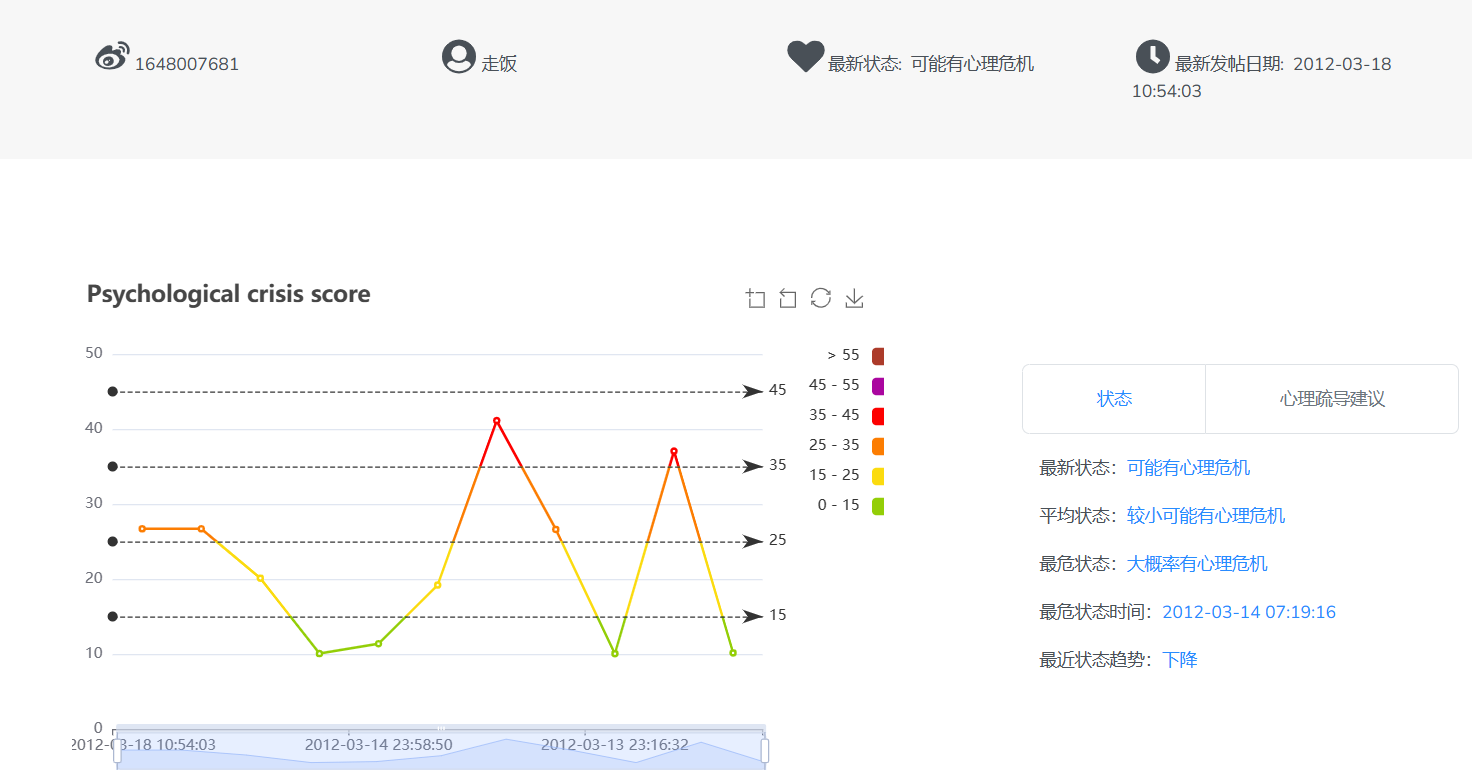 1648007681
走饭
最新状态: 可能有心理危机
最新发帖日期: 2012-03-18
10:54:03
Psychological crisis score
50
45
40
35
30
25
20
15
10
0
> 55
45 - 55
35 - 45
25 - 35
15 - 25
0 - 15
2012-03-18 10:54:03
2012-03-14 23:58:50
2012-03-13 23:16:32
状态
心理疏导建议
最新状态：可能有心理危机
平均状态：较小可能有心理危机
最危状态：大概率有心理危机
最危状态时间：2012-03-14 07:19:16
最近状态趋势：下降